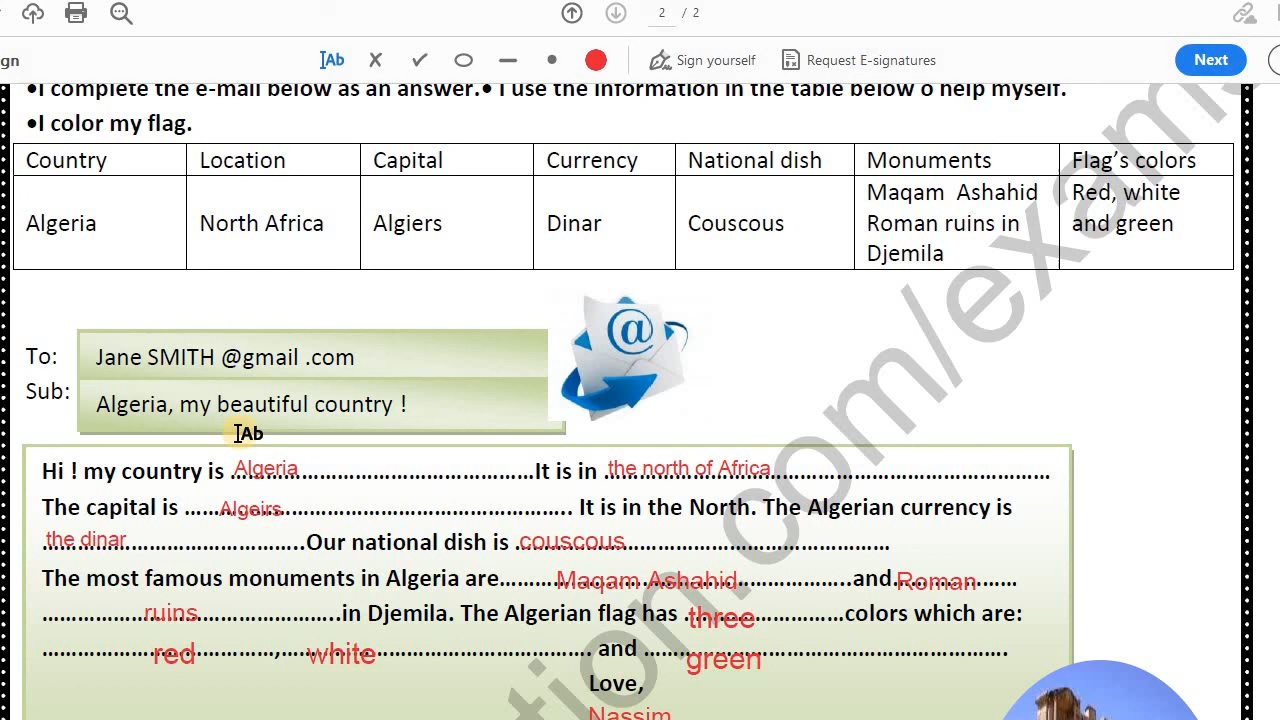 gn
2 / 2
Ab
Sign yourself
Request E-signatures
Next
•I complete the e-mail below as an answer.• I use the information in the table below o help myself.
•I color my flag.
Country Location Capital Currency National dish Monuments Flag’s colors
Algeria North Africa Algiers Dinar Couscous Maqam Ashahid Red, white
Roman ruins in and green
Djemila
To: Jane SMITH @gmail .com
Sub: Algeria, my beautiful country !
Ab
@
Hi ! my country is Algeria……………………………………It is in the north of Africa……………………………………
The capital is ……Algeirs…………………………………….. It is in the North. The Algerian currency is
the dinar……………………………..Our national dish is couscous……………………………………
The most famous monuments in Algeria are………Maqam Ashahid……………..and Roman………
……………ruins………………..in Djemila. The Algerian flag has three……………colors which are:
……………red…………,……white……………………………. and ……green……………………………….
Love,
Nassim
tion.com/exams